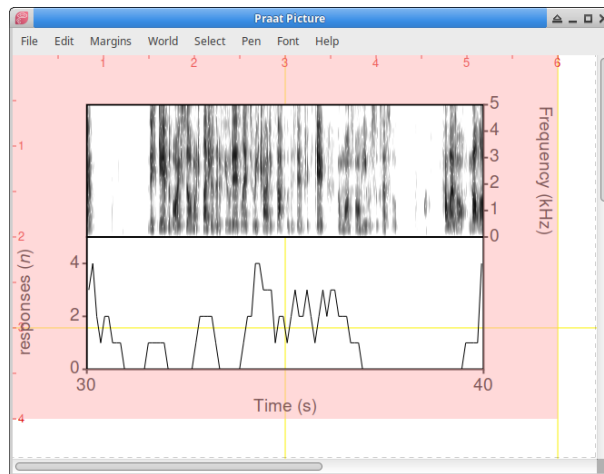 Praat Picture
File Edit Margins World Select Pen Font Help
1 2 3 4 5 6
1
2
3
4
5
4
3
2
1
0
Frequency (kHz)
4
2
0
responses (n)
30 40
Time (s)